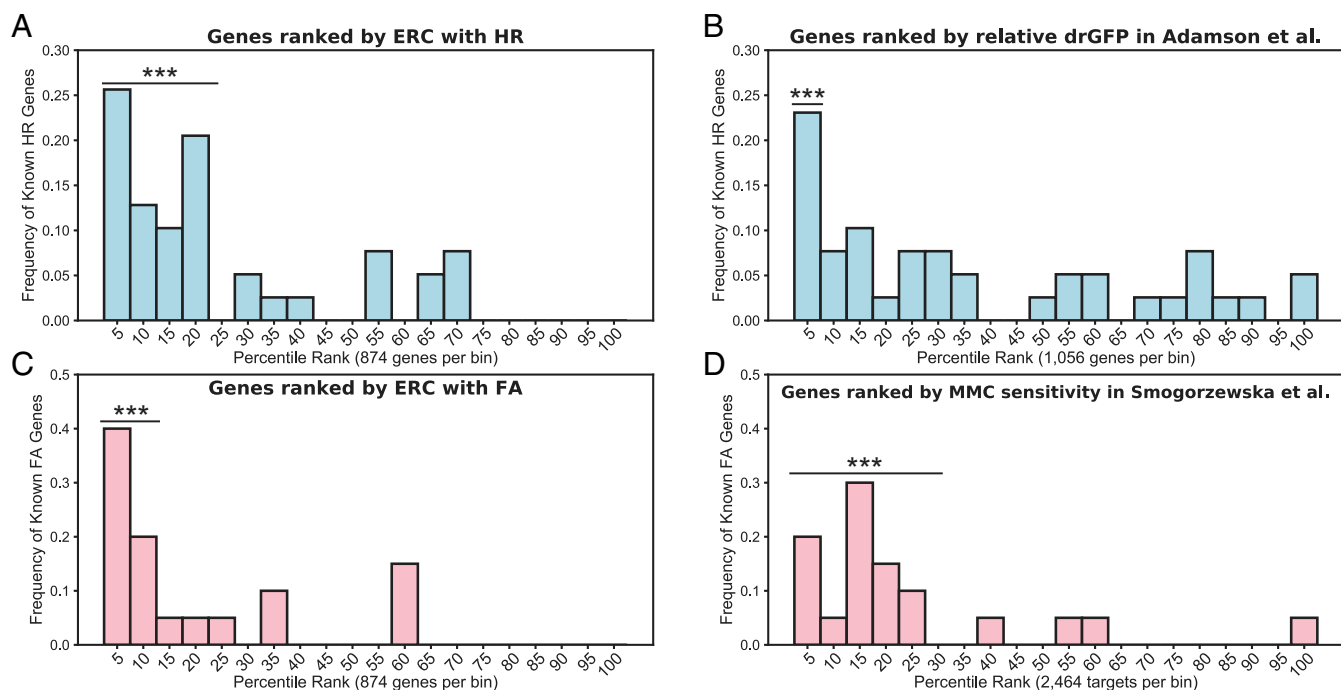 A
Genes ranked by ERC with HR
Frequency of Known HR Genes
0.30
0.25
0.20
0.15
0.10
0.05
0.00
***
5 10 15 20 25 30 35 40 45 50 55 60 65 70 75 80 85 90 95 100
Percentile Rank (874 genes per bin)
B
Genes ranked by relative drGFP in Adamson et al.
Frequency of Known HR Genes
0.30
0.25
0.20
0.15
0.10
0.05
0.00
***
5 10 15 20 25 30 35 40 45 50 55 60 65 70 75 80 85 90 95 100
Percentile Rank (1,056 genes per bin)
C
Genes ranked by ERC with FA
Frequency of Known FA Genes
0.5
0.4
0.3
0.2
0.1
0.0
***
5 10 15 20 25 30 35 40 45 50 55 60 65 70 75 80 85 90 95 100
Percentile Rank (874 genes per bin)
D
Genes ranked by MMC sensitivity in Smogorzewska et al.
Frequency of Known FA Genes
0.5
0.4
0.3
0.2
0.1
0.0
***
5 10 15 20 25 30 35 40 45 50 55 60 65 70 75 80 85 90 95 100
Percentile Rank (2,464 targets per bin)